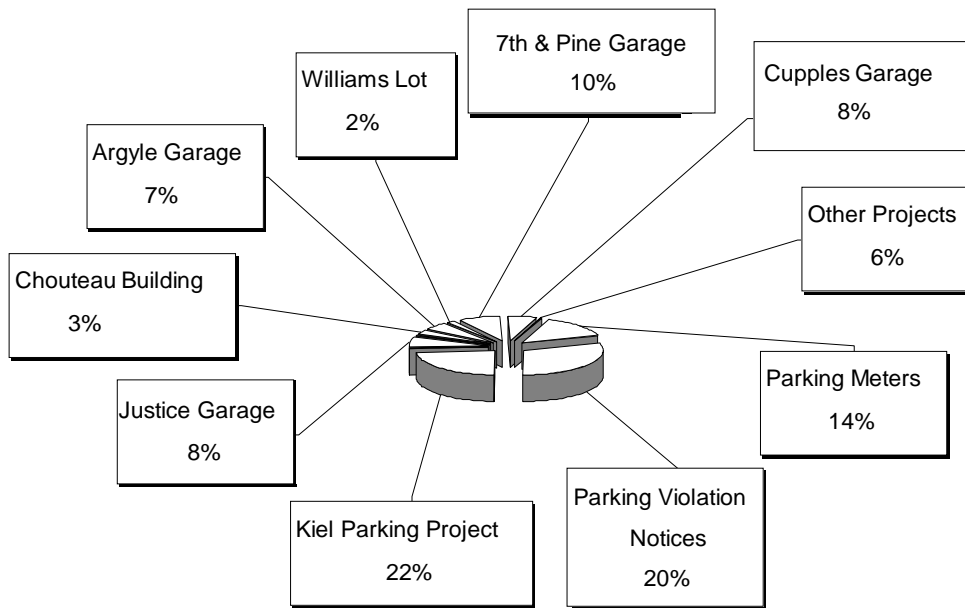 7th & Pine Garage
10%
Cupples Garage
8%
Williams Lot
2%
Argyle Garage
7%
Other Projects
6%
Chouteau Building
3%
Parking Meters
14%
Justice Garage
8%
Parking Violation
Notices
20%
Kiel Parking Project
22%